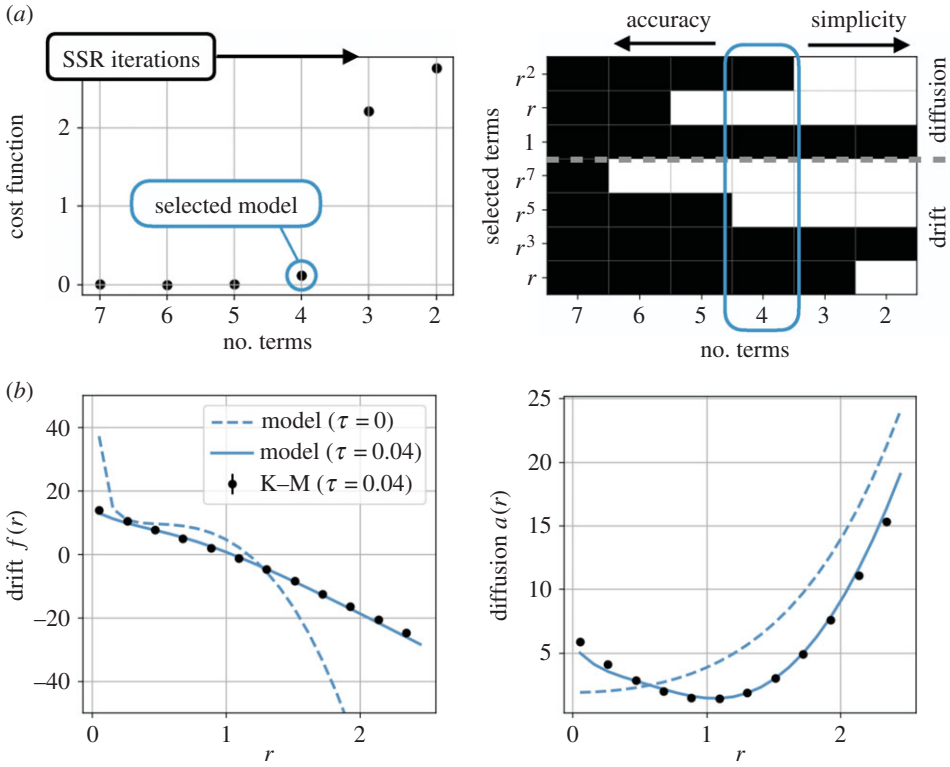 (a)
SSR iterations
cost function
2
1
0
selected model
7 6 5 4 3 2
no. terms
accuracy
simplicity
selected terms
r²
r
1
r⁷
r⁵
r³
r
diffusion
drift
7 6 5 4 3 2
no. terms
(b)
drift f (r)
40
20
0
−20
−40
model (τ = 0)
model (τ = 0.04)
K–M (τ = 0.04)
0 1 2
r
diffusion a(r)
25
20
15
10
5
0 1 2
r